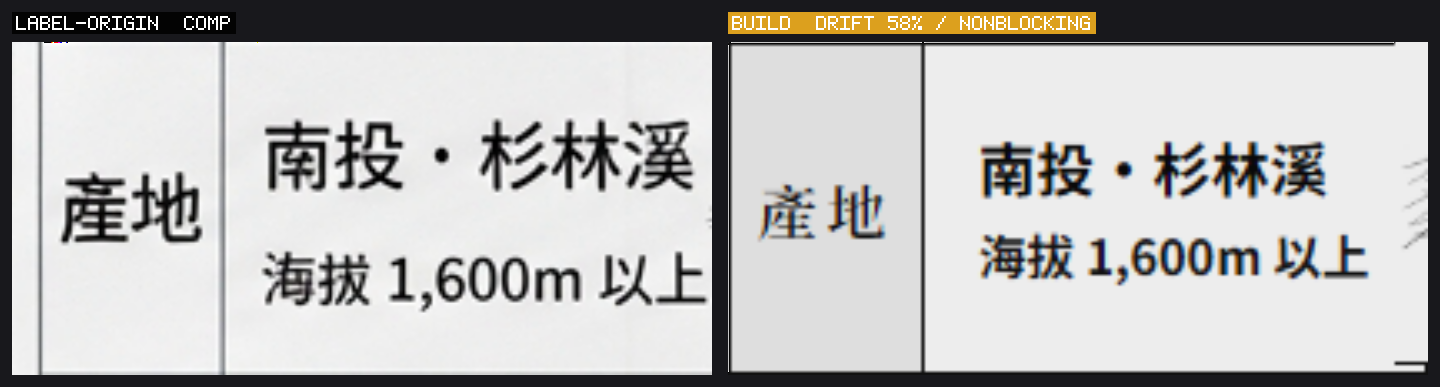 LABEL-ORIGIN COMP
產地
南投・杉林溪
海拔 1,600m 以上
BUILD DRIFT 58% / NONBLOCKING
產地
南投・杉林溪
海拔 1,600m 以上